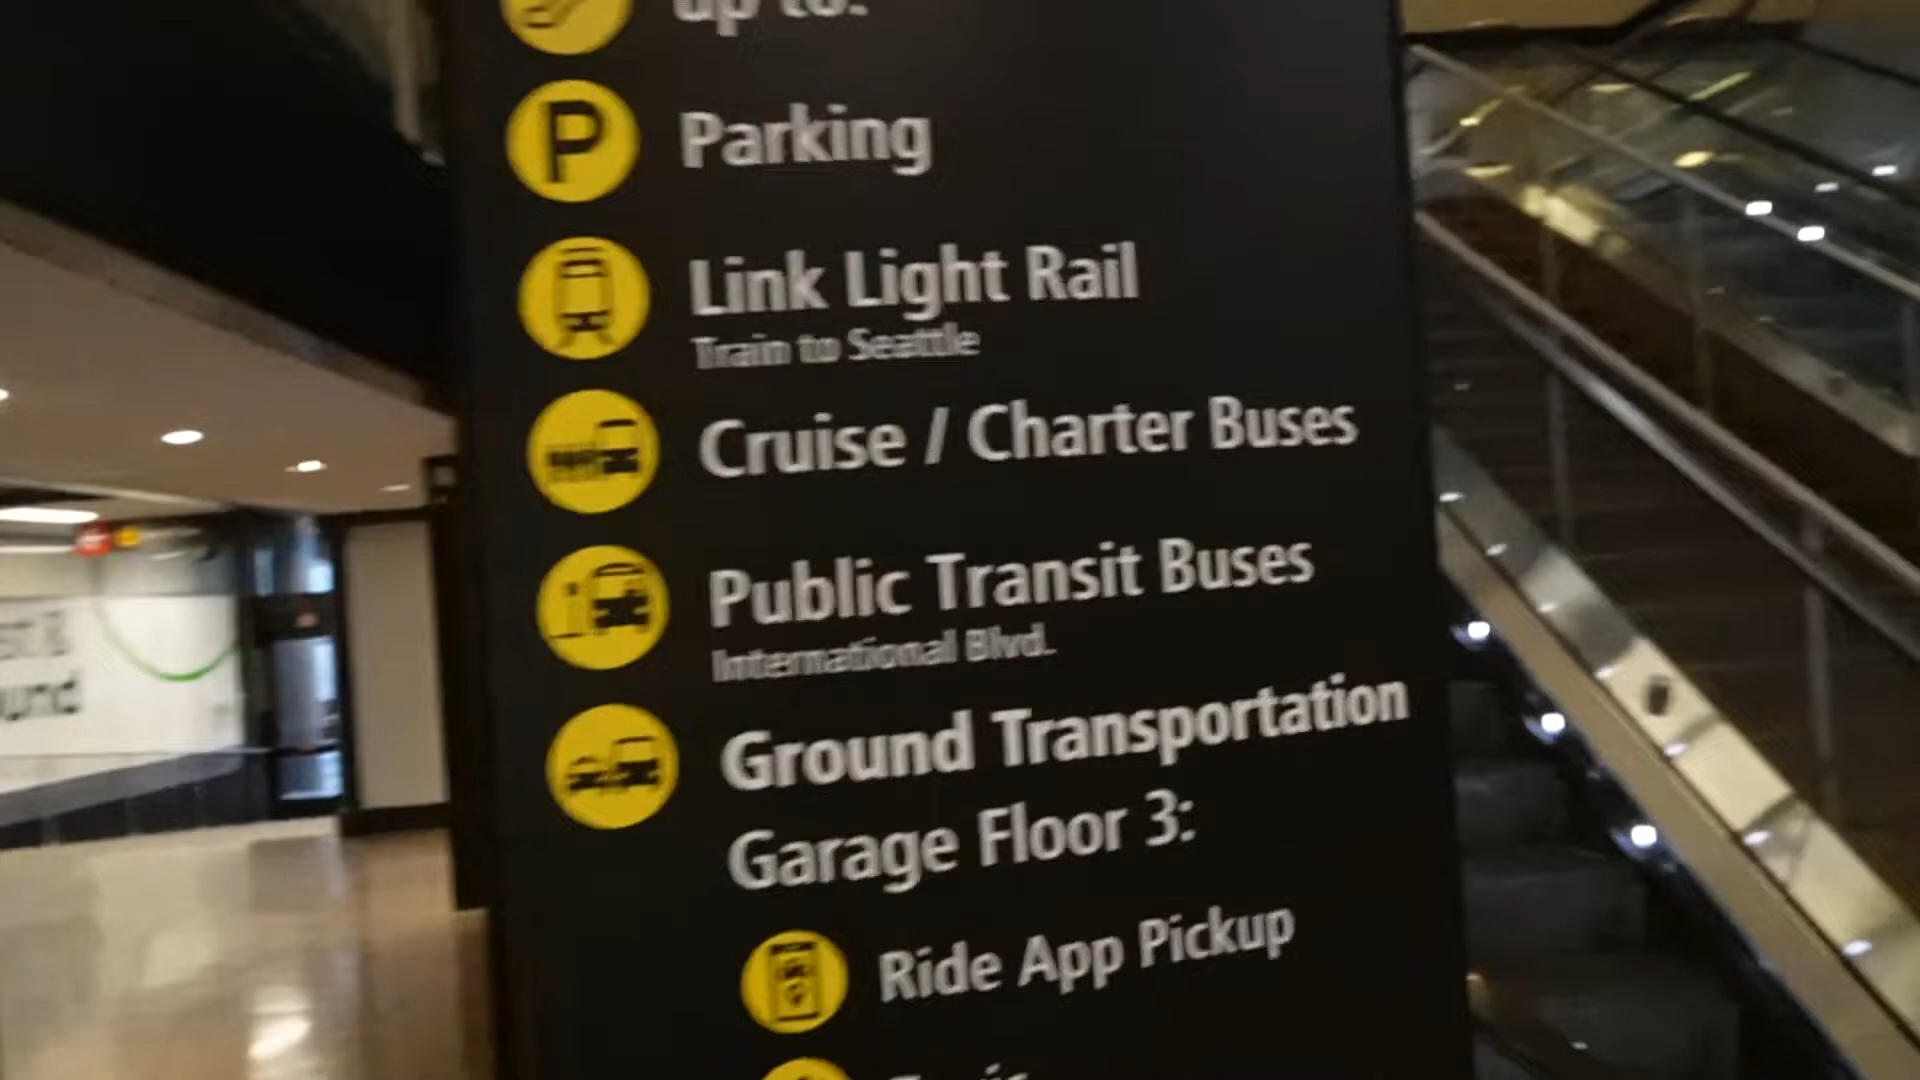 up to:
P
Parking
Link Light Rail
Train to Seattle
Cruise / Charter Buses
Public Transit Buses
International Blvd.
Ground Transportation
Garage Floor 3:
Ride App Pickup